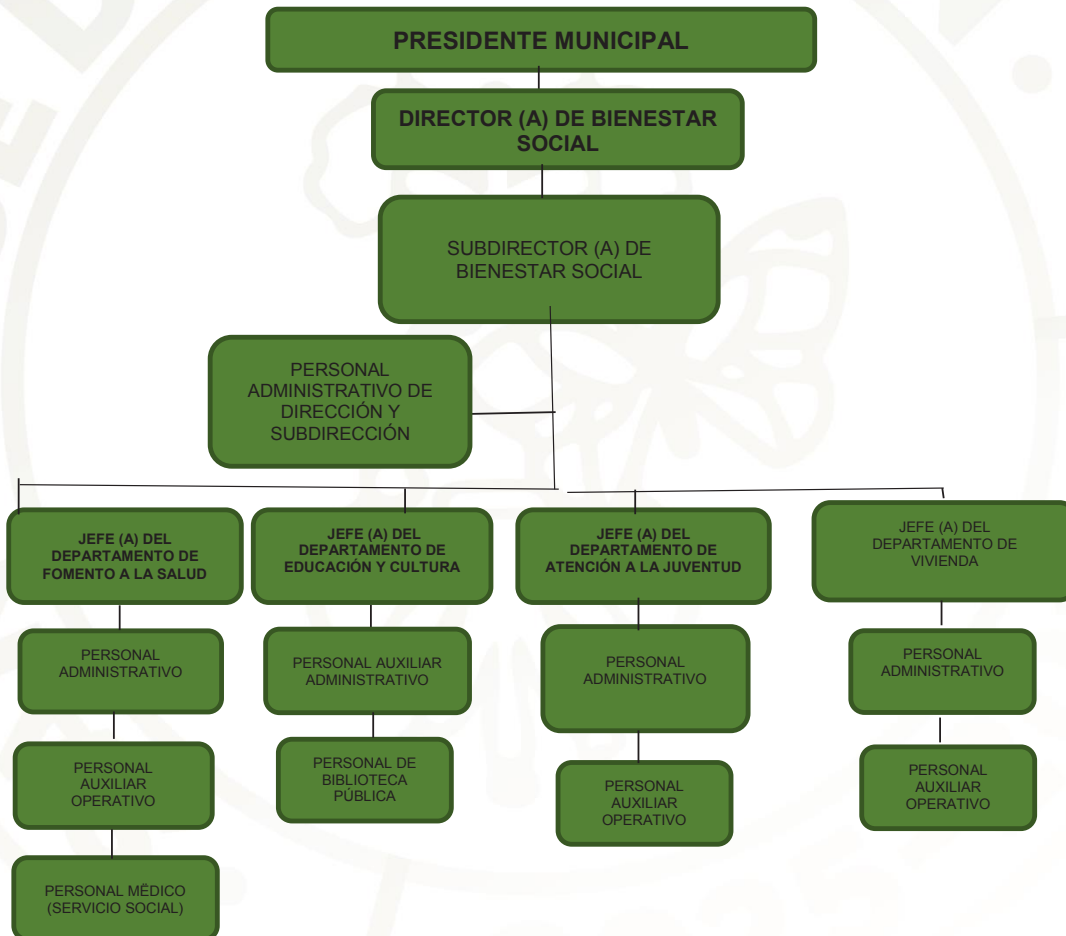 PRESIDENTE MUNICIPAL
DIRECTOR (A) DE BIENESTAR
SOCIAL
SUBDIRECTOR (A) DE
BIENESTAR SOCIAL
PERSONAL
ADMINISTRATIVO DE
DIRECCIÓN Y
SUBDIRECCIÓN
JEFE (A) DEL
DEPARTAMENTO DE
FOMENTO A LA SALUD
JEFE (A) DEL
DEPARTAMENTO DE
EDUCACIÓN Y CULTURA
JEFE (A) DEL
DEPARTAMENTO DE
ATENCIÓN A LA JUVENTUD
JEFE (A) DEL
DEPARTAMENTO DE
VIVIENDA
PERSONAL
ADMINISTRATIVO
PERSONAL AUXILIAR
ADMINISTRATIVO
PERSONAL
ADMINISTRATIVO
PERSONAL
ADMINISTRATIVO
PERSONAL
AUXILIAR
OPERATIVO
PERSONAL DE
BIBLIOTECA
PÚBLICA
PERSONAL
AUXILIAR
OPERATIVO
PERSONAL
AUXILIAR
OPERATIVO
PERSONAL MËDICO
(SERVICIO SOCIAL)